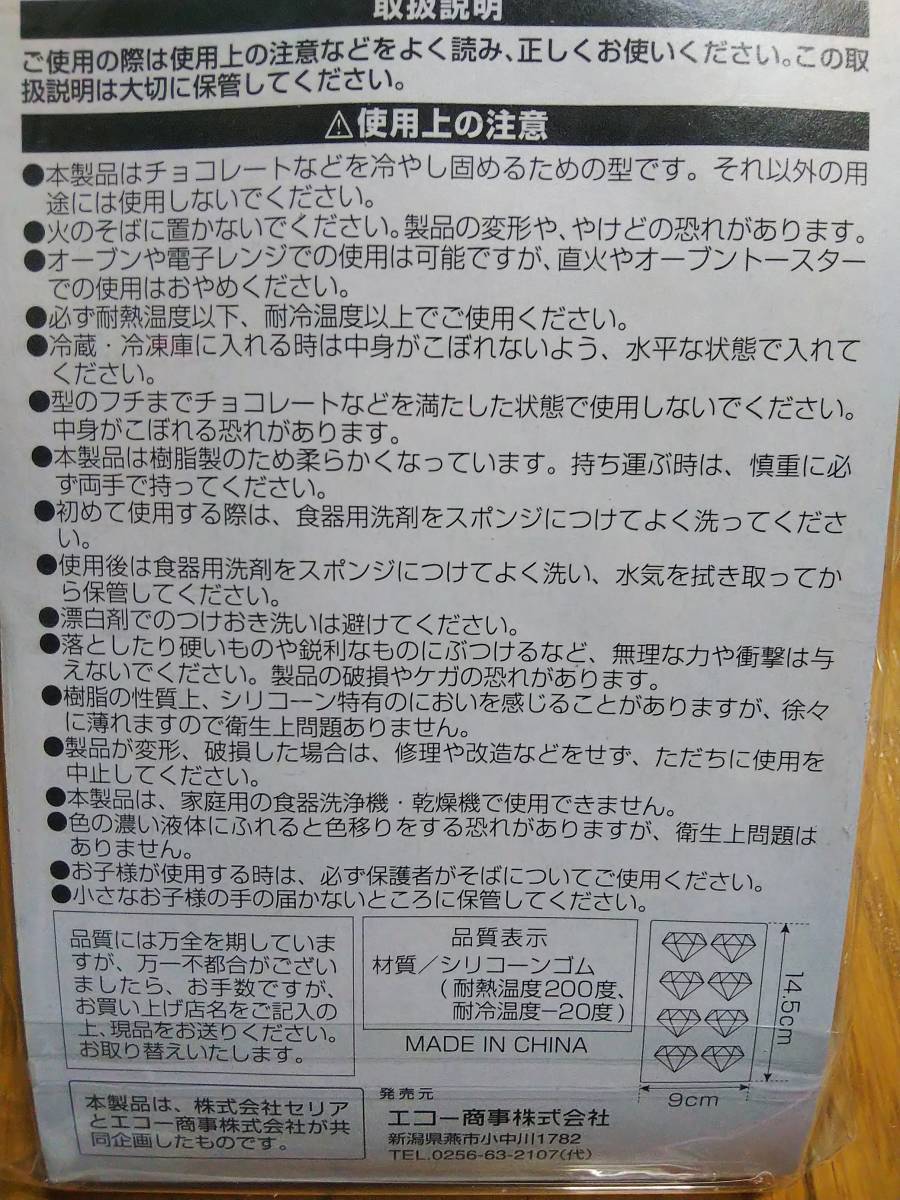 取扱説明
ご使用の際は使用上の注意などをよく読み、正しくお使いください。この取
扱説明は大切に保管してください。
⚠使用上の注意
●本製品はチョコレートなどを冷やし固めるための型です。それ以外の用
途には使用しないでください。
●火のそばに置かないでください。製品の変形や、やけどの恐れがあります。
●オーブンや電子レンジでの使用は可能ですが、直火やオーブントースター
での使用はおやめください。
●必ず耐熱温度以下、耐冷温度以上でご使用ください。
●冷蔵・冷凍庫に入れる時は中身がこぼれないよう、水平な状態で入れて
ください。
●型のフチまでチョコレートなどを満たした状態で使用しないでください。
中身がこぼれる恐れがあります。
●本製品は樹脂製のため柔らかくなっています。持ち運ぶ時は、慎重に必
ず両手で持ってください。
●初めて使用する際は、食器用洗剤をスポンジにつけてよく洗ってくださ
い。
●使用後は食器用洗剤をスポンジにつけてよく洗い、水気を拭き取ってか
ら保管してください。
●漂白剤でのつけおき洗いは避けてください。
●落としたり硬いものや鋭利なものにぶつけるなど、無理な力や衝撃は与
えないでください。製品の破損やケガの恐れがあります。
●樹脂の性質上、シリコーン特有のにおいを感じることがありますが、徐々
に薄れますので衛生上問題ありません。
●製品が変形、破損した場合は、修理や改造などをせず、ただちに使用を
中止してください。
●本製品は、家庭用の食器洗浄機・乾燥機で使用できません。
●色の濃い液体にふれると色移りをする恐れがありますが、衛生上問題は
ありません。
●お子様が使用する時は、必ず保護者がそばについてご使用ください。
●小さなお子様の手の届かないところに保管してください。
品質には万全を期していま
すが、万一不都合がござい
ましたら、お手数ですが、
お買い上げ店名をご記入の
上、現品をお送りください。
お取り替えいたします。
品質表示
材質／シリコーンゴム
(耐熱温度200度、
耐冷温度−20度)
MADE IN CHINA
14.5cm
9cm
本製品は、株式会社セリア
とエコー商事株式会社が共
同企画したものです。
発売元
エコー商事株式会社
新潟県燕市小中川1782
TEL.0256-63-2107(代)